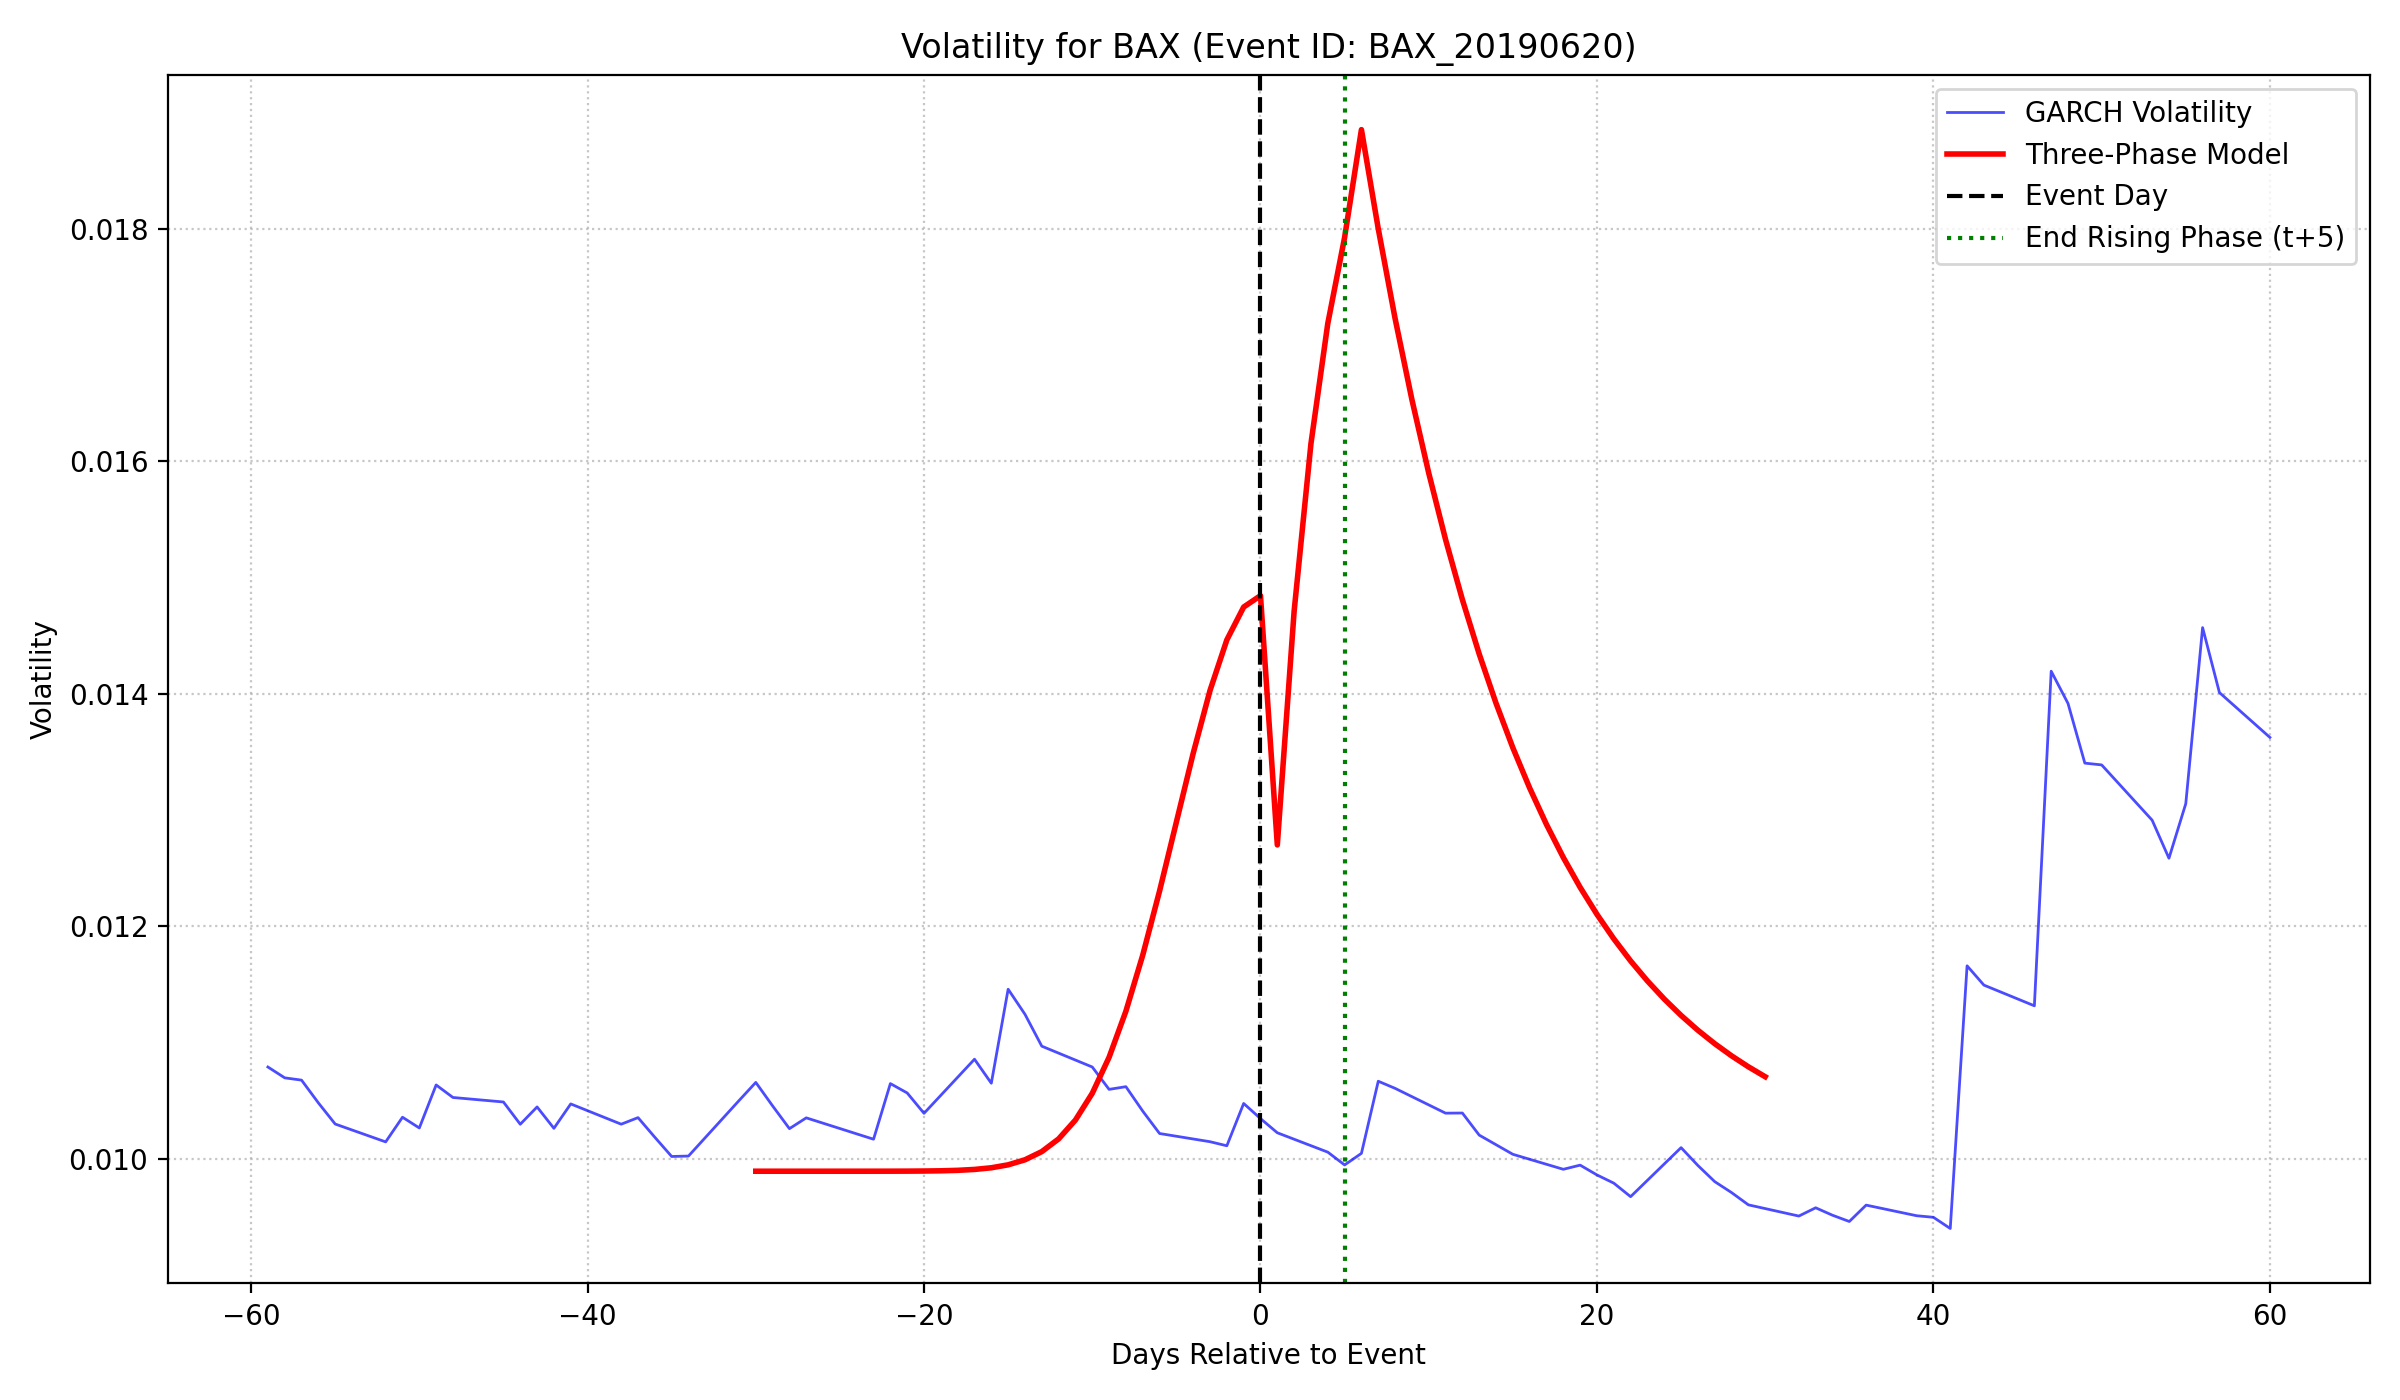 Volatility for BAX (Event ID: BAX_20190620)
GARCH Volatility
Three-Phase Model
Event Day
End Rising Phase (t+5)
Volatility
0.018
0.016
0.014
0.012
0.010
−60
−40
−20
0
20
40
60
Days Relative to Event